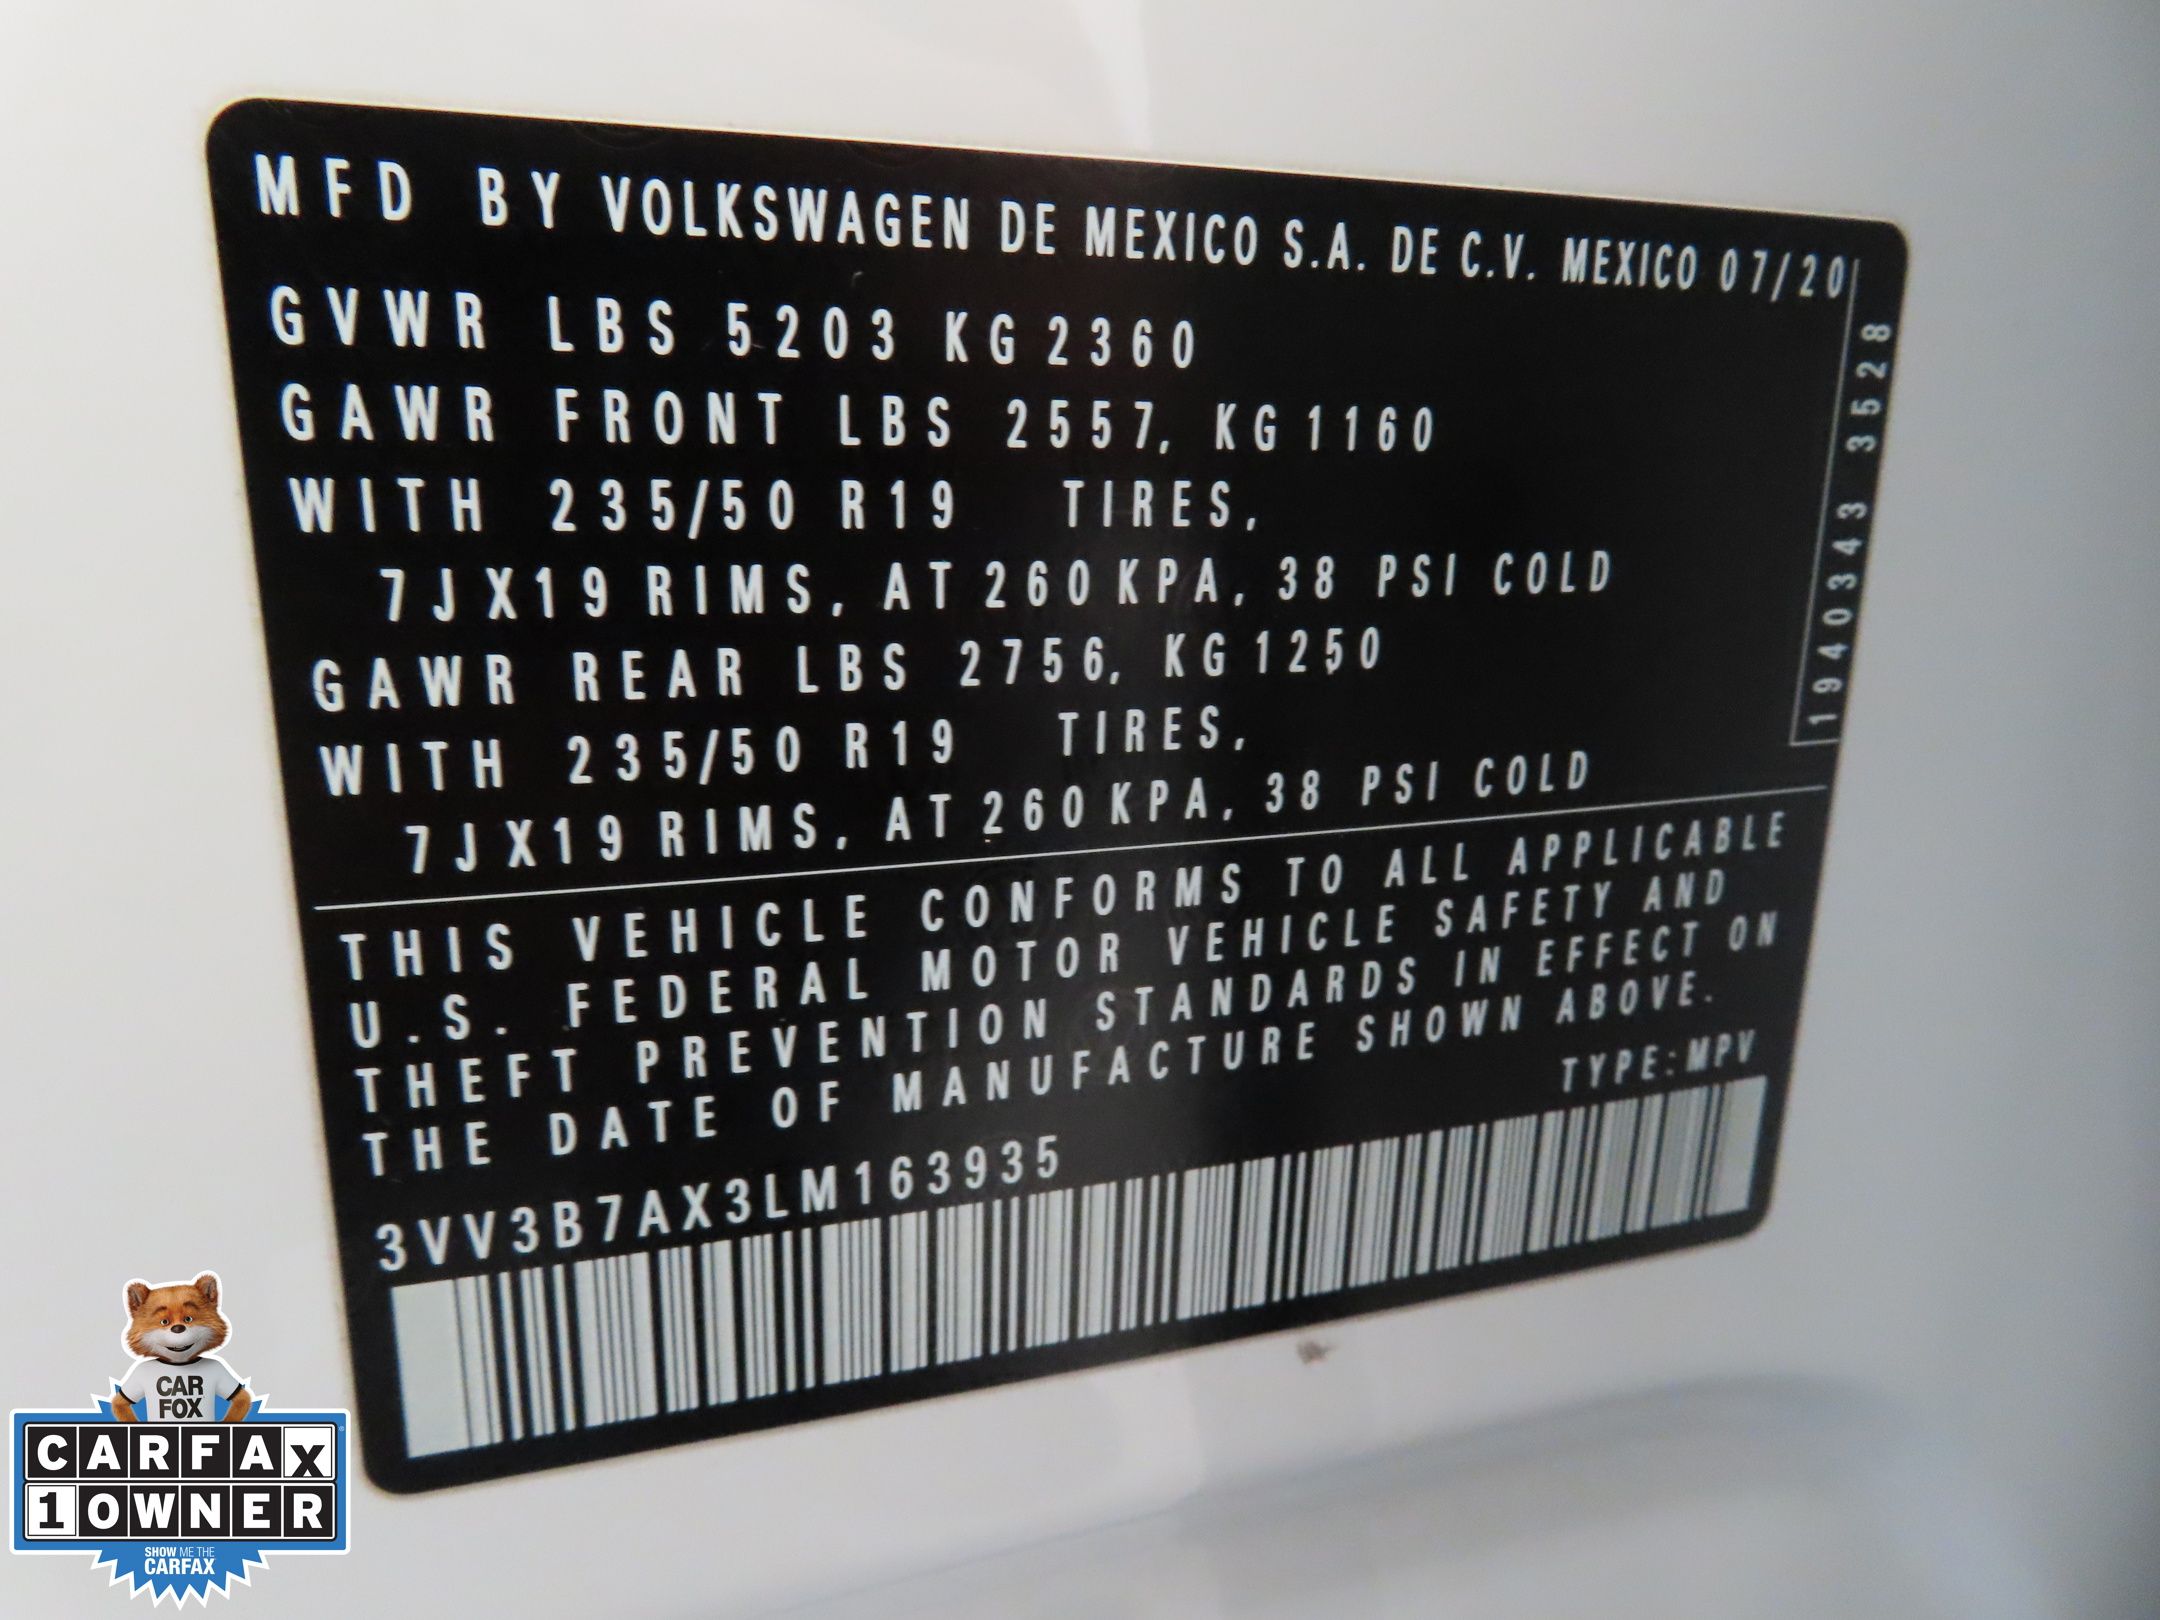 MFD BY VOLKSWAGEN DE MEXICO S.A. DE C.V. MEXICO 07/20
GVWR LBS 5203 KG 2360
GAWR FRONT LBS 2557, KG 1160
WITH 235/50 R19 TIRES,
7JX19 RIMS, AT 260 KPA, 38 PSI COLD
GAWR REAR LBS 2756, KG 1250
WITH 235/50 R19 TIRES,
7JX19 RIMS, AT 260 KPA, 38 PSI COLD
1940343 3528
THIS VEHICLE CONFORMS TO ALL APPLICABLE
U.S. FEDERAL MOTOR VEHICLE SAFETY AND
THEFT PREVENTION STANDARDS IN EFFECT ON
THE DATE OF MANUFACTURE SHOWN ABOVE.
TYPE: MPV
3VV3B7AX3LM163935
CAR
FOX
CARFAX
1 OWNER
SHOW ME THE
CARFAX